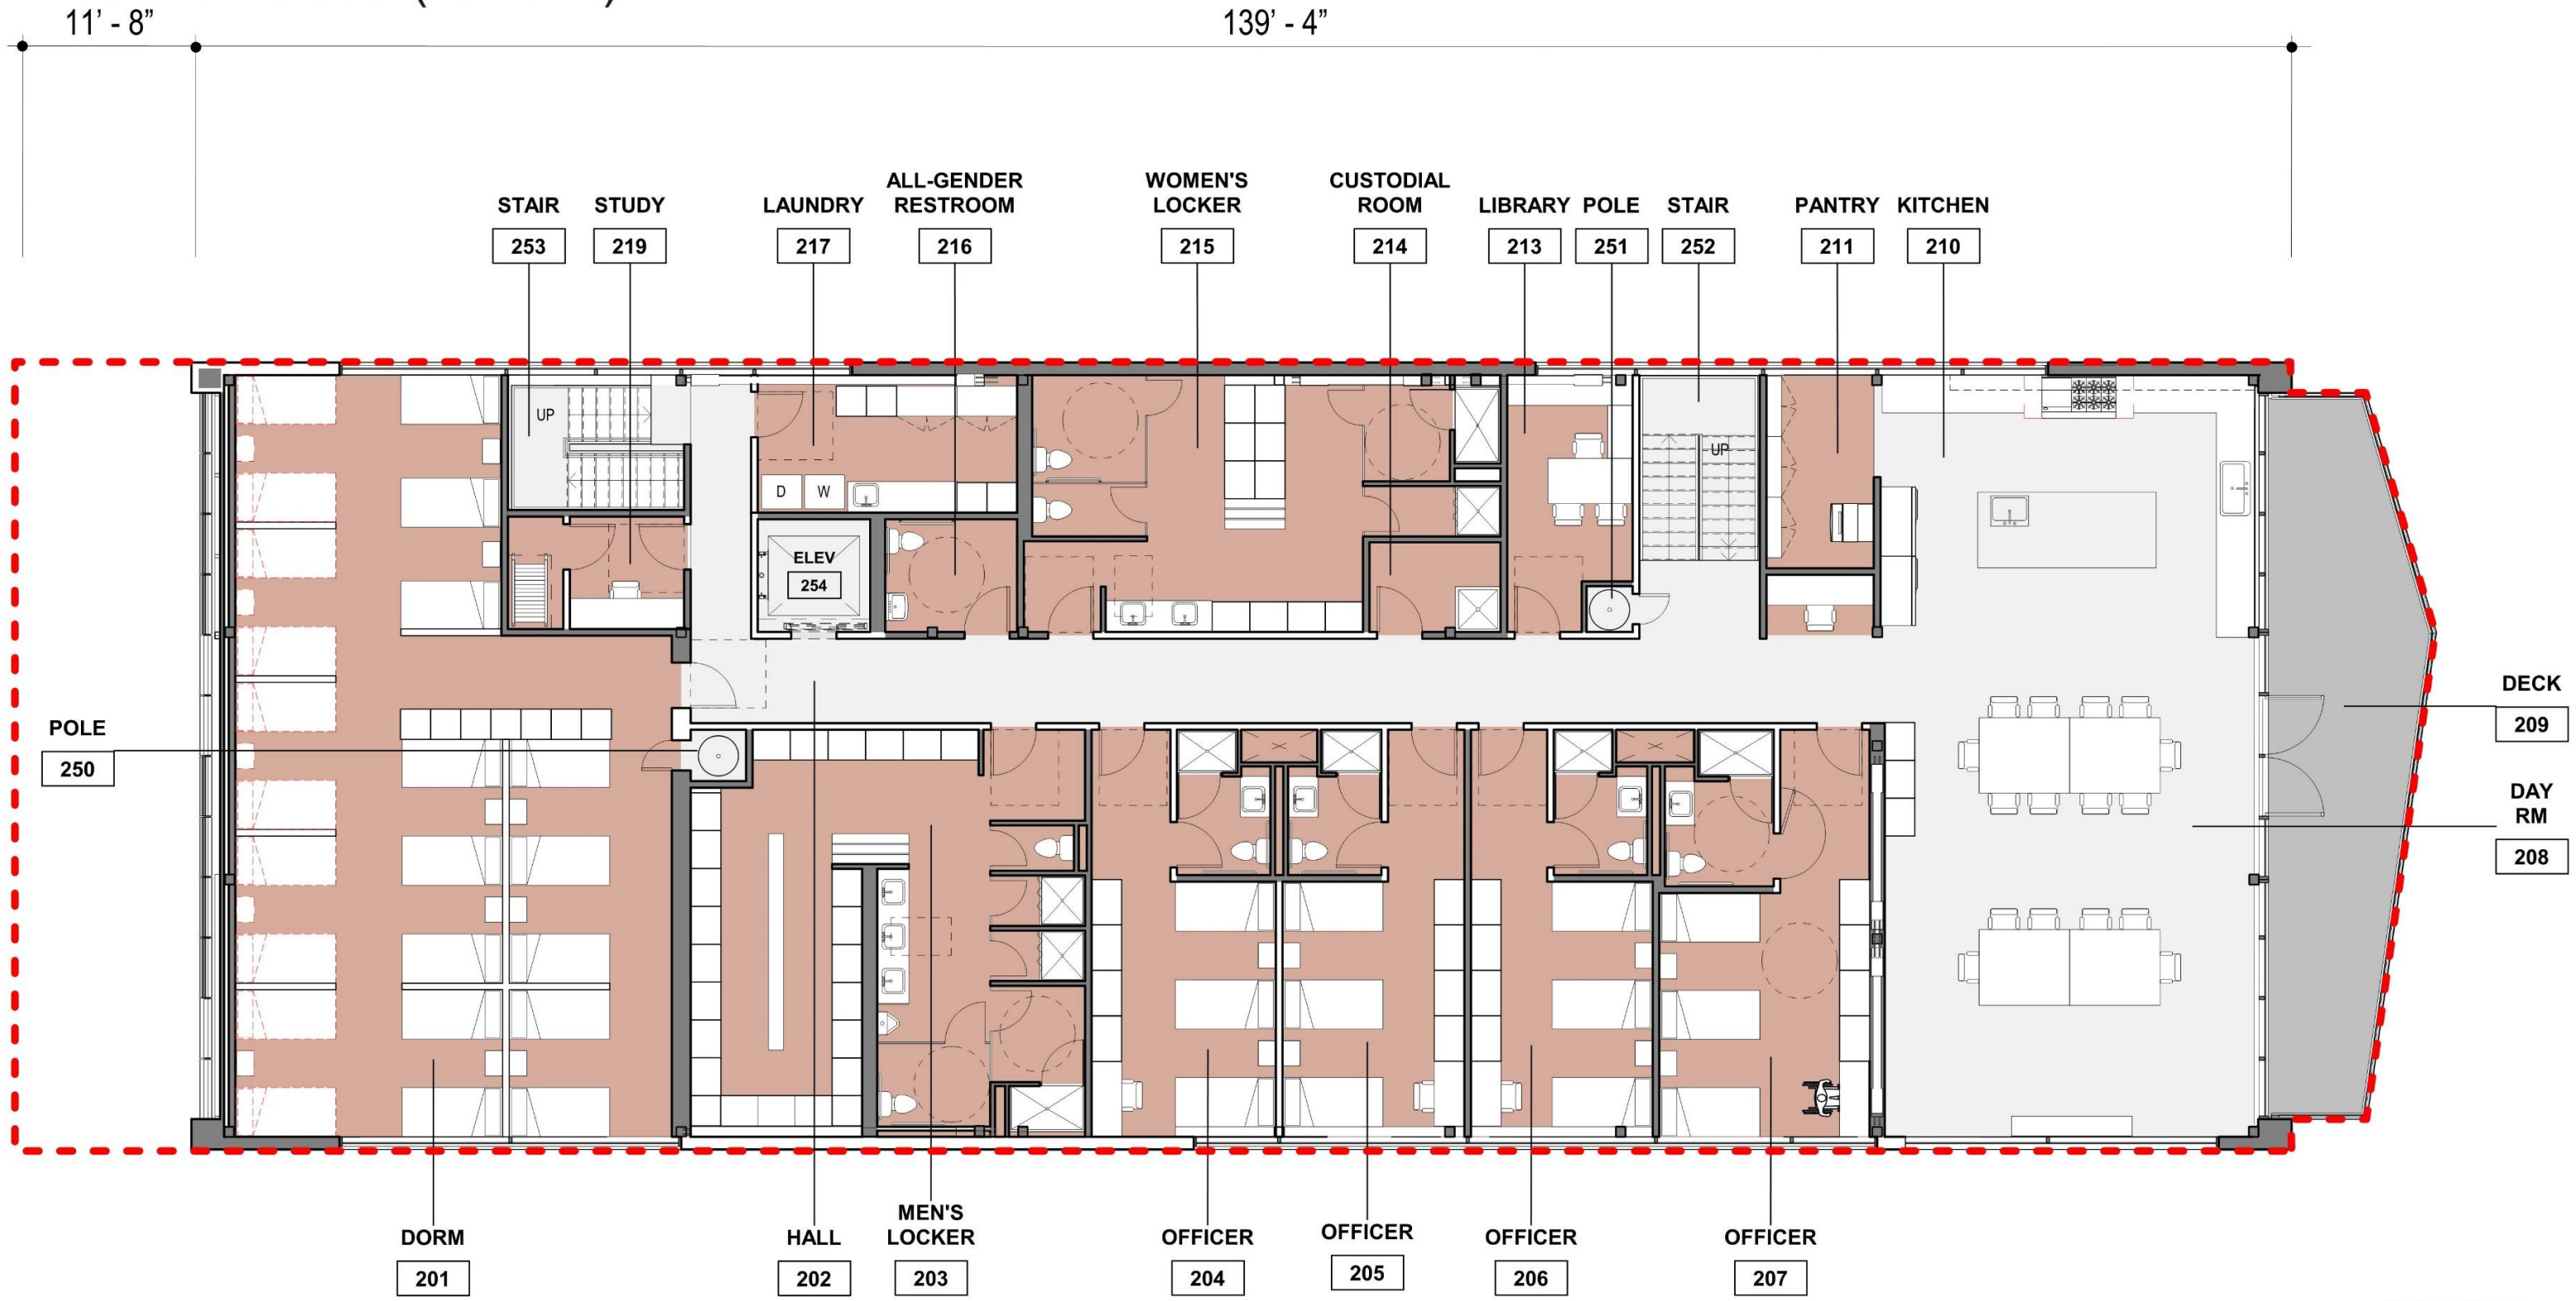 11' - 8"
139' - 4"
STAIR
253
STUDY
219
LAUNDRY
217
ALL-GENDER
RESTROOM
216
WOMEN'S
LOCKER
215
CUSTODIAL
ROOM
214
LIBRARY
213
POLE
251
STAIR
252
PANTRY
211
KITCHEN
210
UP
UP
D
W
ELEV
254
POLE
250
DECK
209
DAY
RM
208
DORM
201
HALL
202
MEN'S
LOCKER
203
OFFICER
204
OFFICER
205
OFFICER
206
OFFICER
207